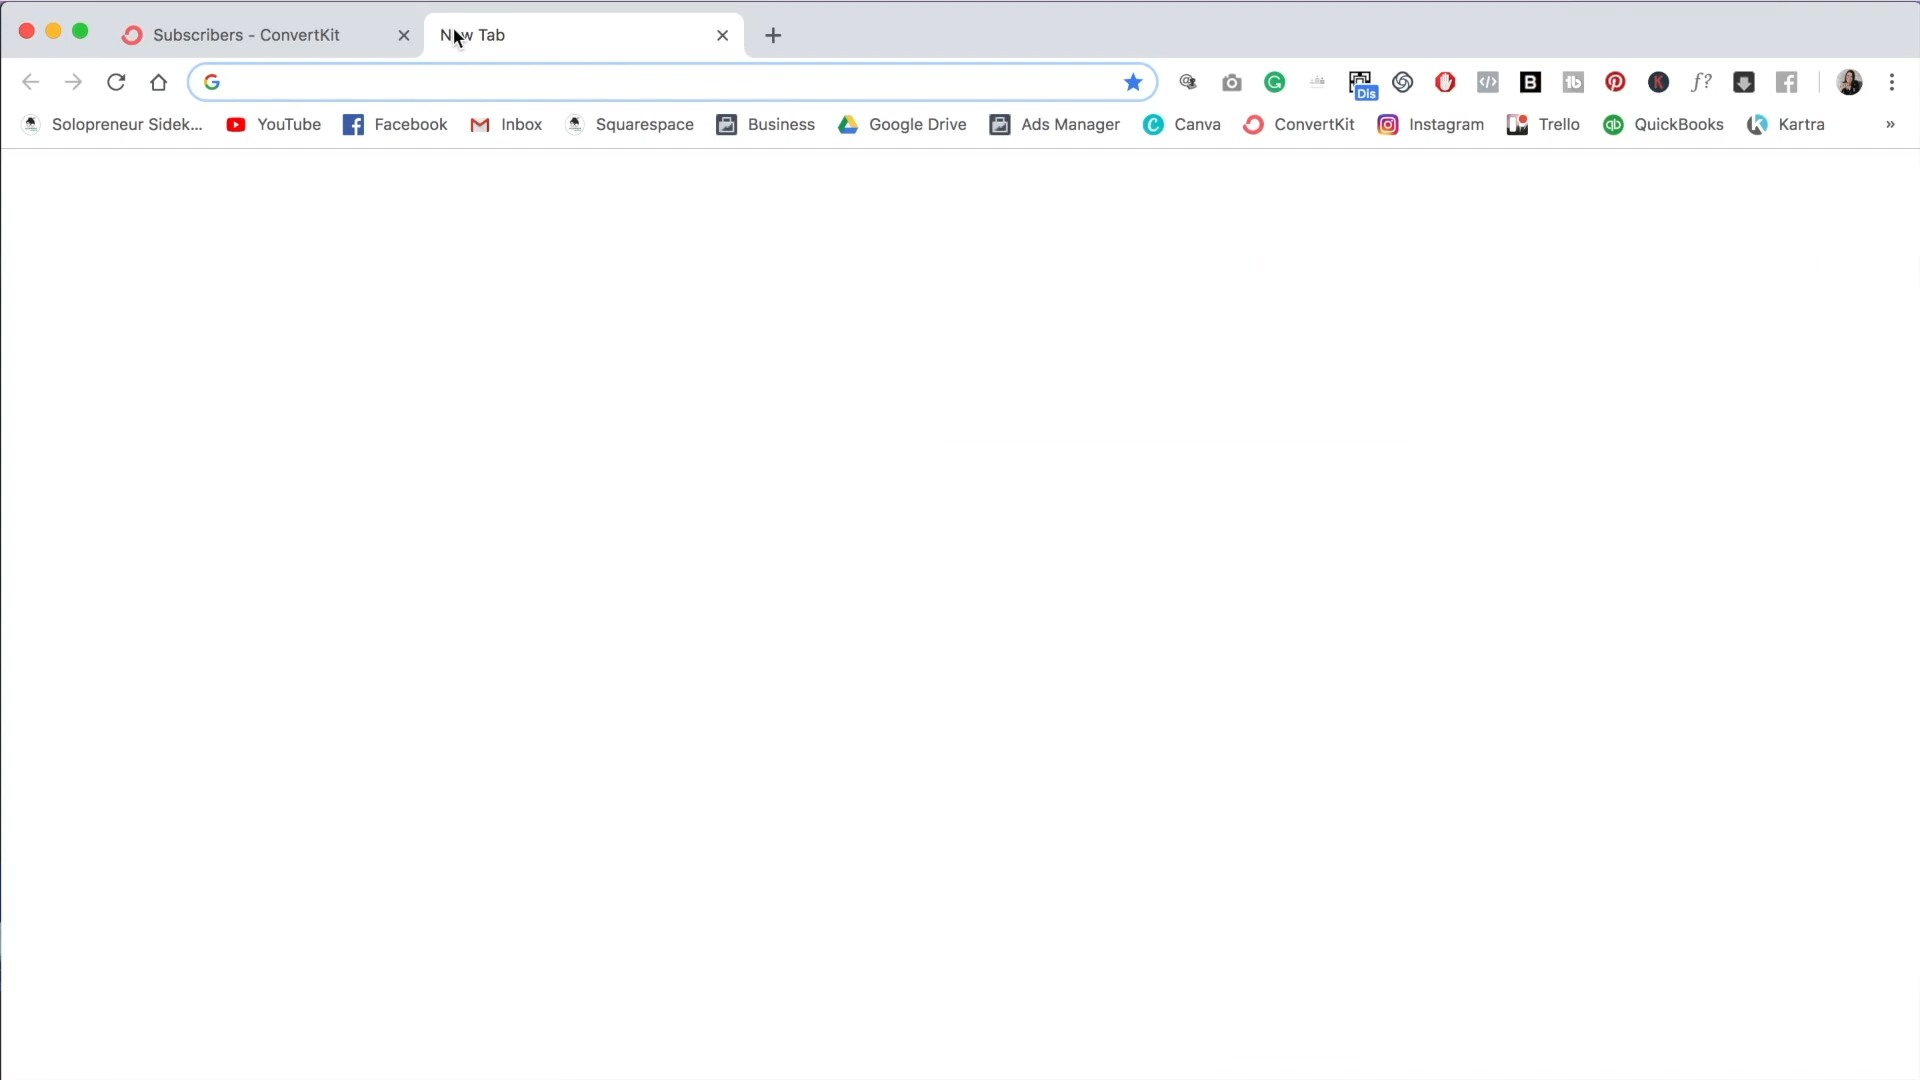 Subscribers - ConvertKit
New Tab
Dis
Solopreneur Sidek...
YouTube
Facebook
Inbox
Squarespace
Business
Google Drive
Ads Manager
Canva
ConvertKit
Instagram
Trello
QuickBooks
Kartra
»